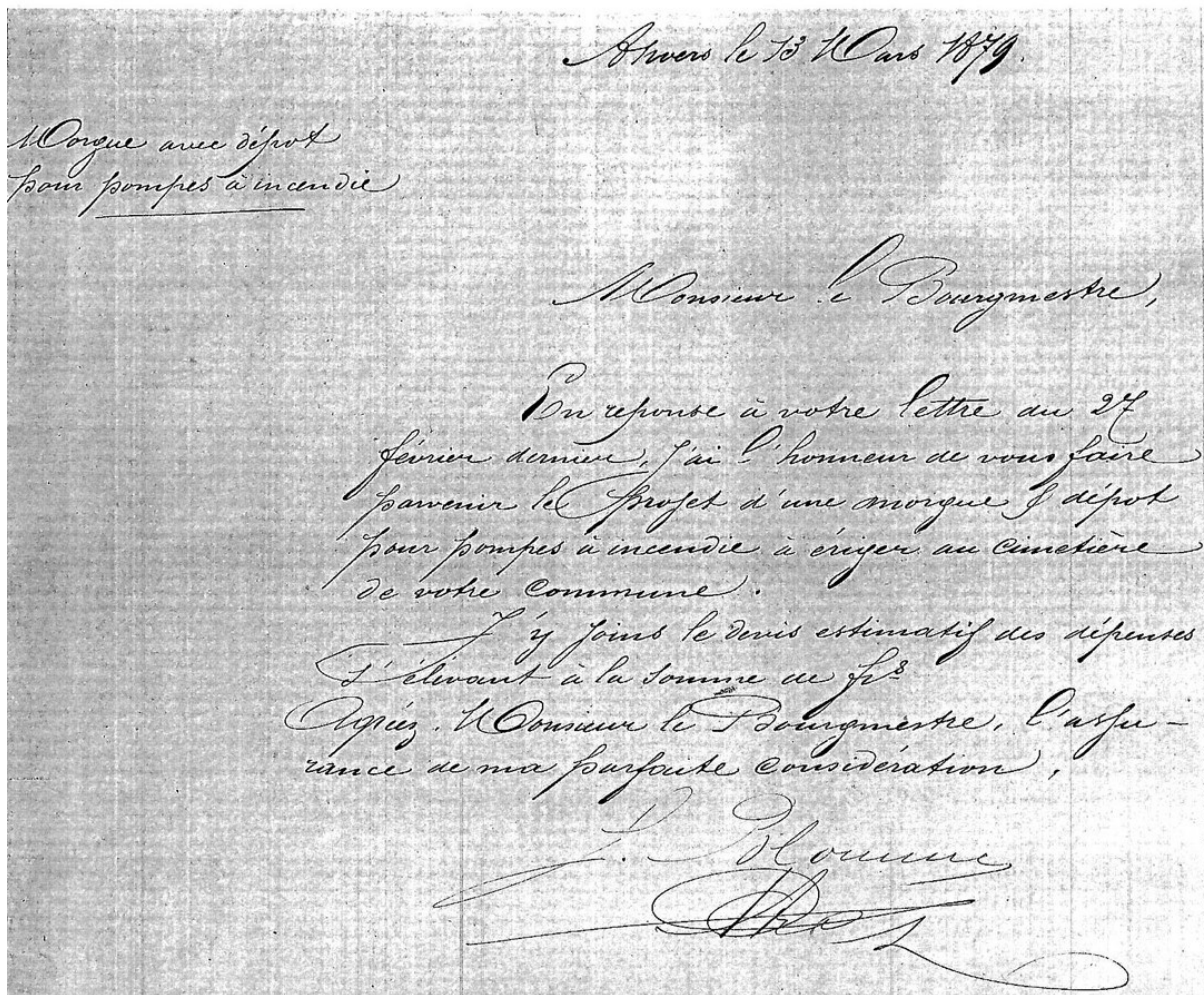 Anvers le 13 Mars 1879.
Morgue avec dépot
pour pompes à incendie
Monsieur le Bourgmestre,
En reponse à votre lettre du 27
février dernier, j'ai l'honneur de vous faire
parvenir le projet d'une morgue & dépot
pour pompes à incendie à ériger au cimetière
de votre commune.
J'y joins le devis estimatif des dépenses
s'élevant à la somme de frs
Agréez, Monsieur le Bourgmestre, l'assu-
rance de ma parfaite considération,